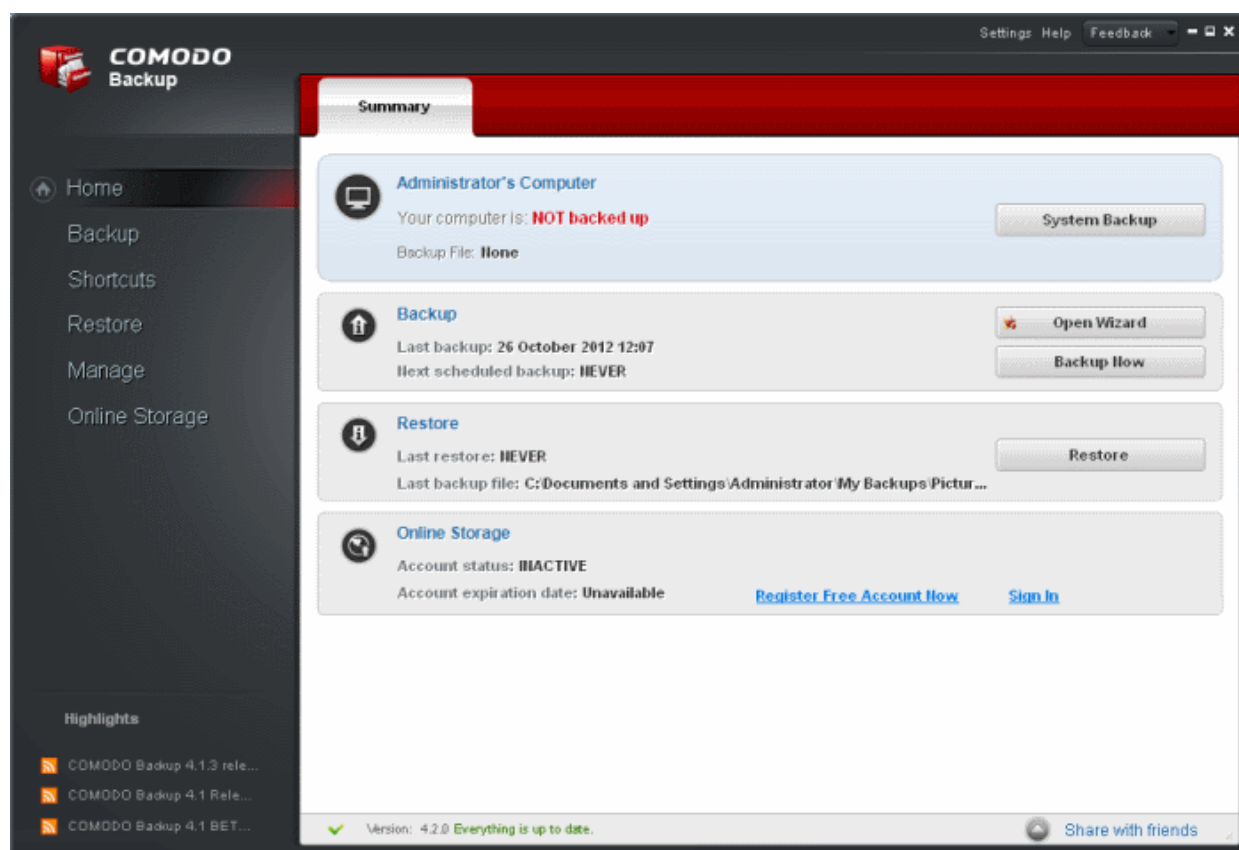 Settings Help Feedback
COMODO
Backup
Summary
Home
Backup
Shortcuts
Restore
Manage
Online Storage
Administrator's Computer
Your computer is: NOT backed up
Backup File: None
System Backup
Backup
Last backup: 26 October 2012 12:07
Next scheduled backup: NEVER
Open Wizard
Backup Now
Restore
Last restore: NEVER
Last backup file: C:\Documents and Settings\Administrator\My Backups\Pictur...
Restore
Online Storage
Account status: INACTIVE
Account expiration date: Unavailable
Register Free Account Now
Sign In
Highlights
COMODO Backup 4.1.3 rele...
COMODO Backup 4.1 Rele...
COMODO Backup 4.1 BET...
Version: 4.2.0 Everything is up to date.
Share with friends